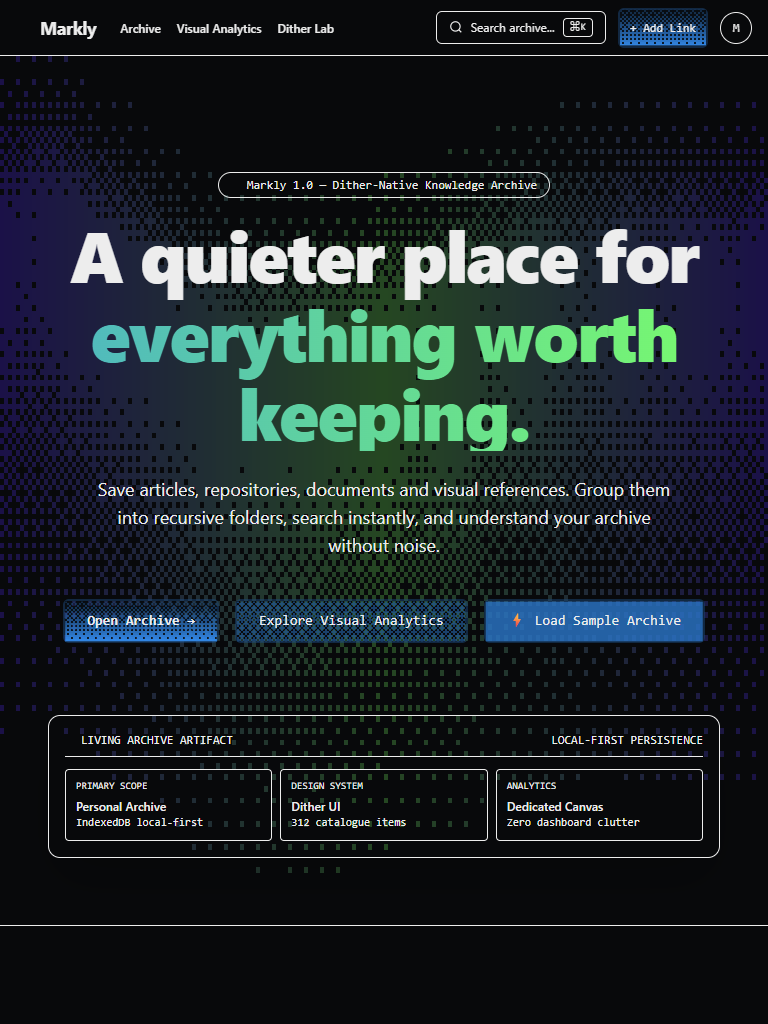 Markly Archive Visual Analytics Dither Lab Search archive... ⌘K + Add Link M
Markly 1.0 — Dither-Native Knowledge Archive
A quieter place for
everything worth
keeping.
Save articles, repositories, documents and visual references. Group them
into recursive folders, search instantly, and understand your archive
without noise.
Open Archive → Explore Visual Analytics Load Sample Archive
LIVING ARCHIVE ARTIFACT LOCAL-FIRST PERSISTENCE
PRIMARY SCOPE DESIGN SYSTEM ANALYTICS
Personal Archive Dither UI Dedicated Canvas
IndexedDB local-first 312 catalogue items Zero dashboard clutter